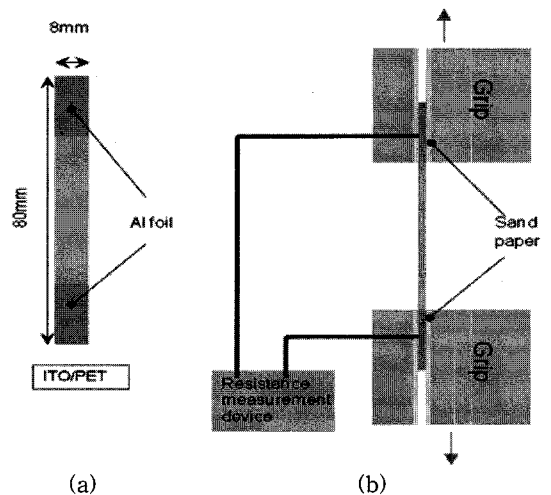 8mm
80mm
Al foil
ITO/PET
(a)
Grip
Sand
paper
Grip
Resistance
measurement
device
(b)